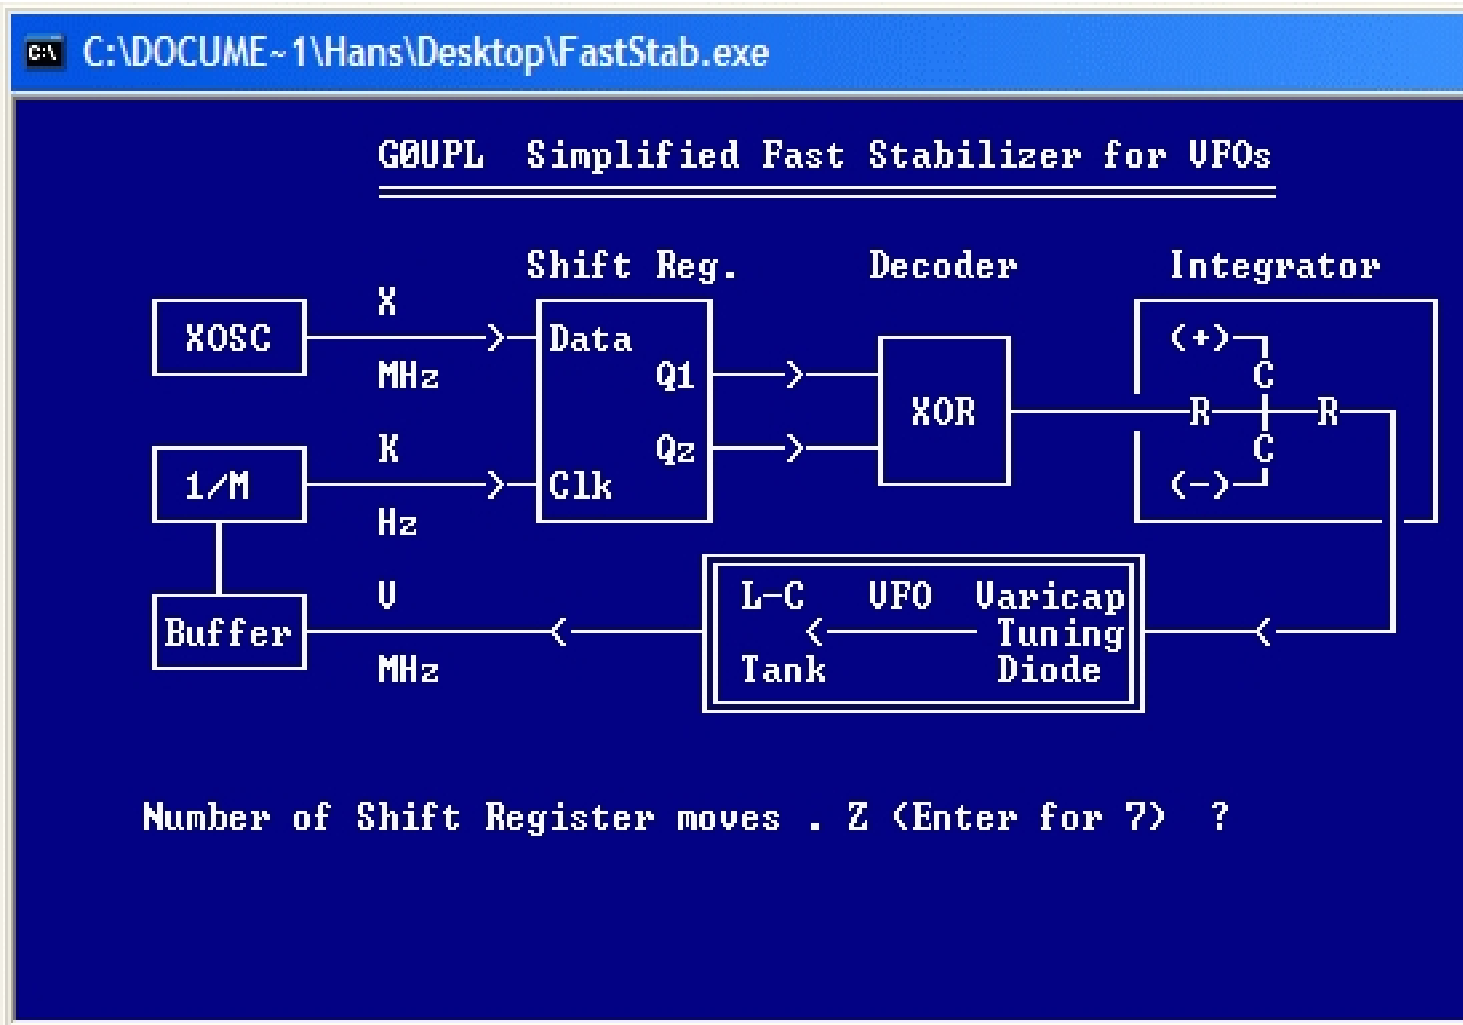 C:\DOCUME~1\Hans\Desktop\FastStab.exe
GØUPL Simplified Fast Stabilizer for VFOs
Shift Reg. Decoder Integrator
X
XOSC Data (+)
MHz Q1 C
XOR R R
K Qz C
1/M Clk (-)
Hz
V L-C VFO Varicap
Buffer Tuning
MHz Tank Diode
Number of Shift Register moves . Z (Enter for 7) ?